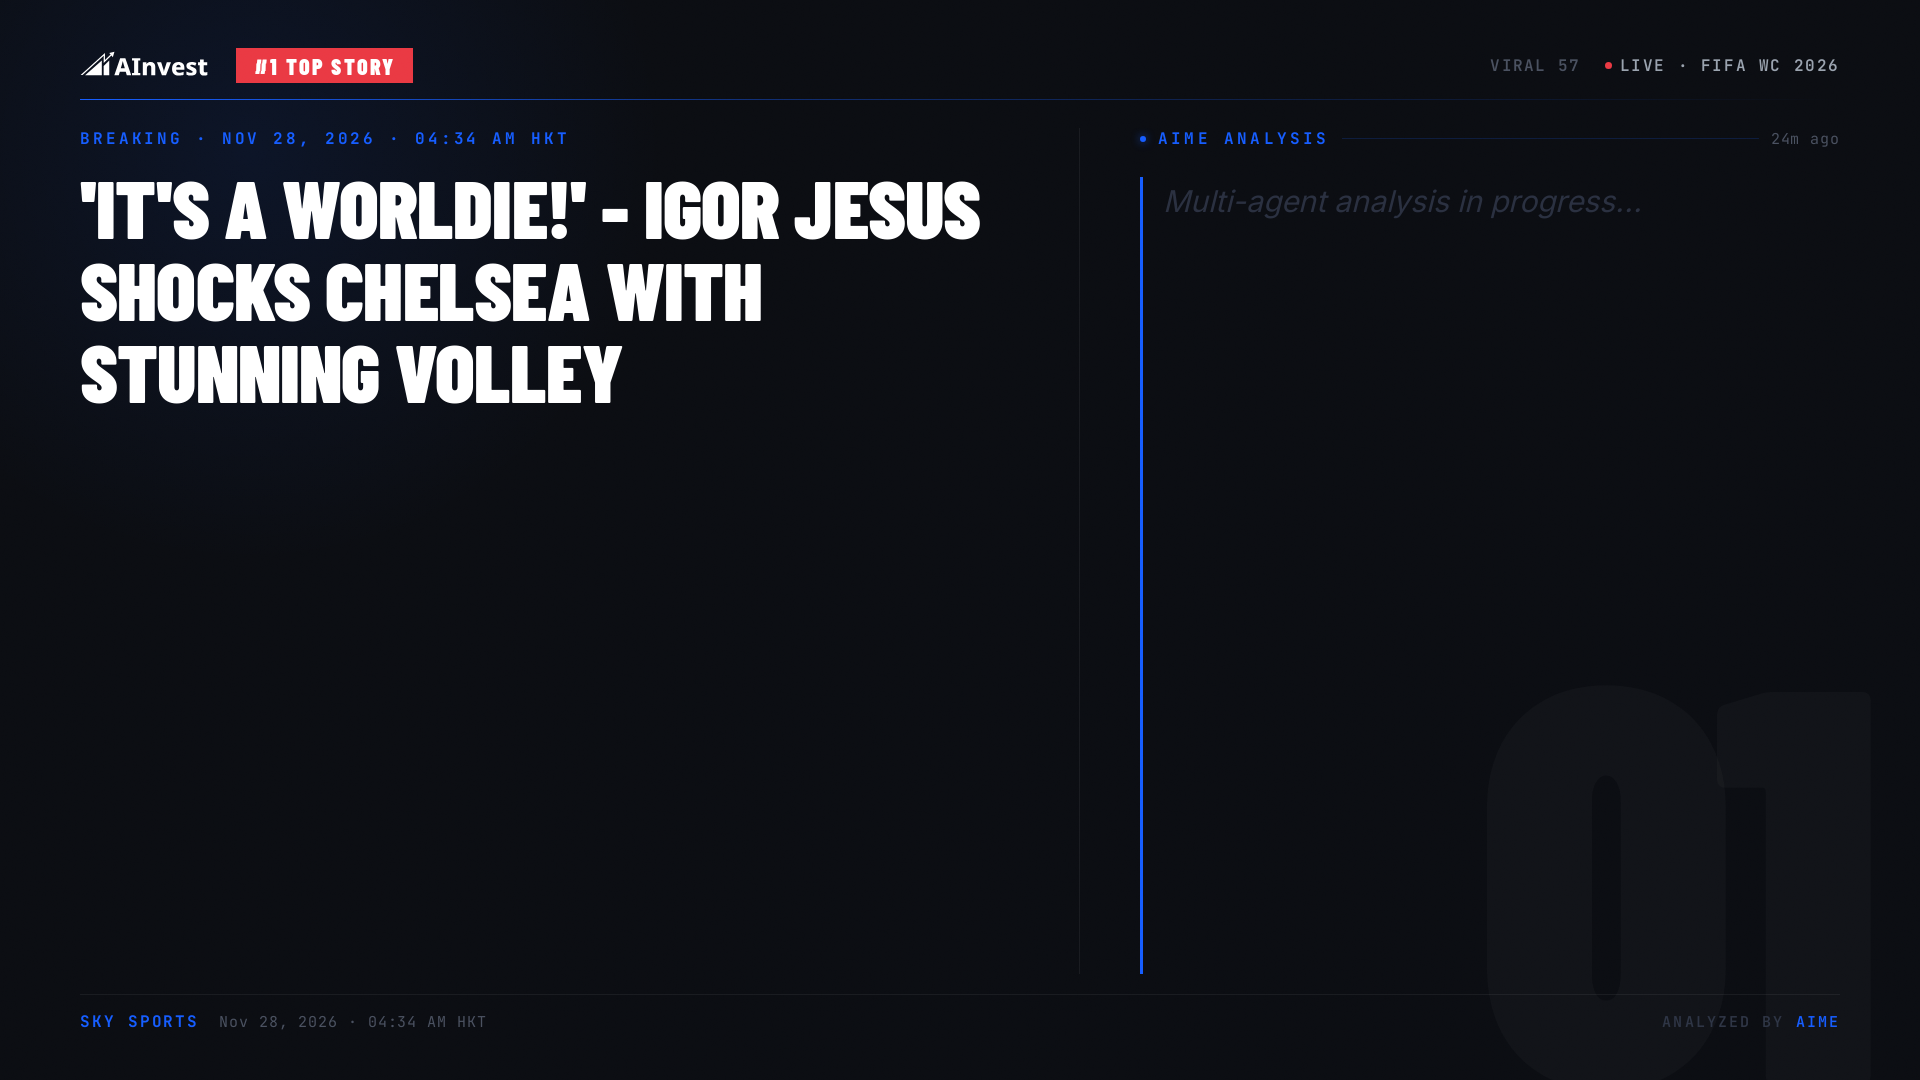 AInvest
#1 TOP STORY
VIRAL 57
LIVE · FIFA WC 2026
BREAKING · NOV 28, 2026 · 04:34 AM HKT
'IT'S A WORLDIE!' - IGOR JESUS
SHOCKS CHELSEA WITH
STUNNING VOLLEY
AIME ANALYSIS
24m ago
Multi-agent analysis in progress...
01
SKY SPORTS Nov 28, 2026 · 04:34 AM HKT
ANALYZED BY AIME